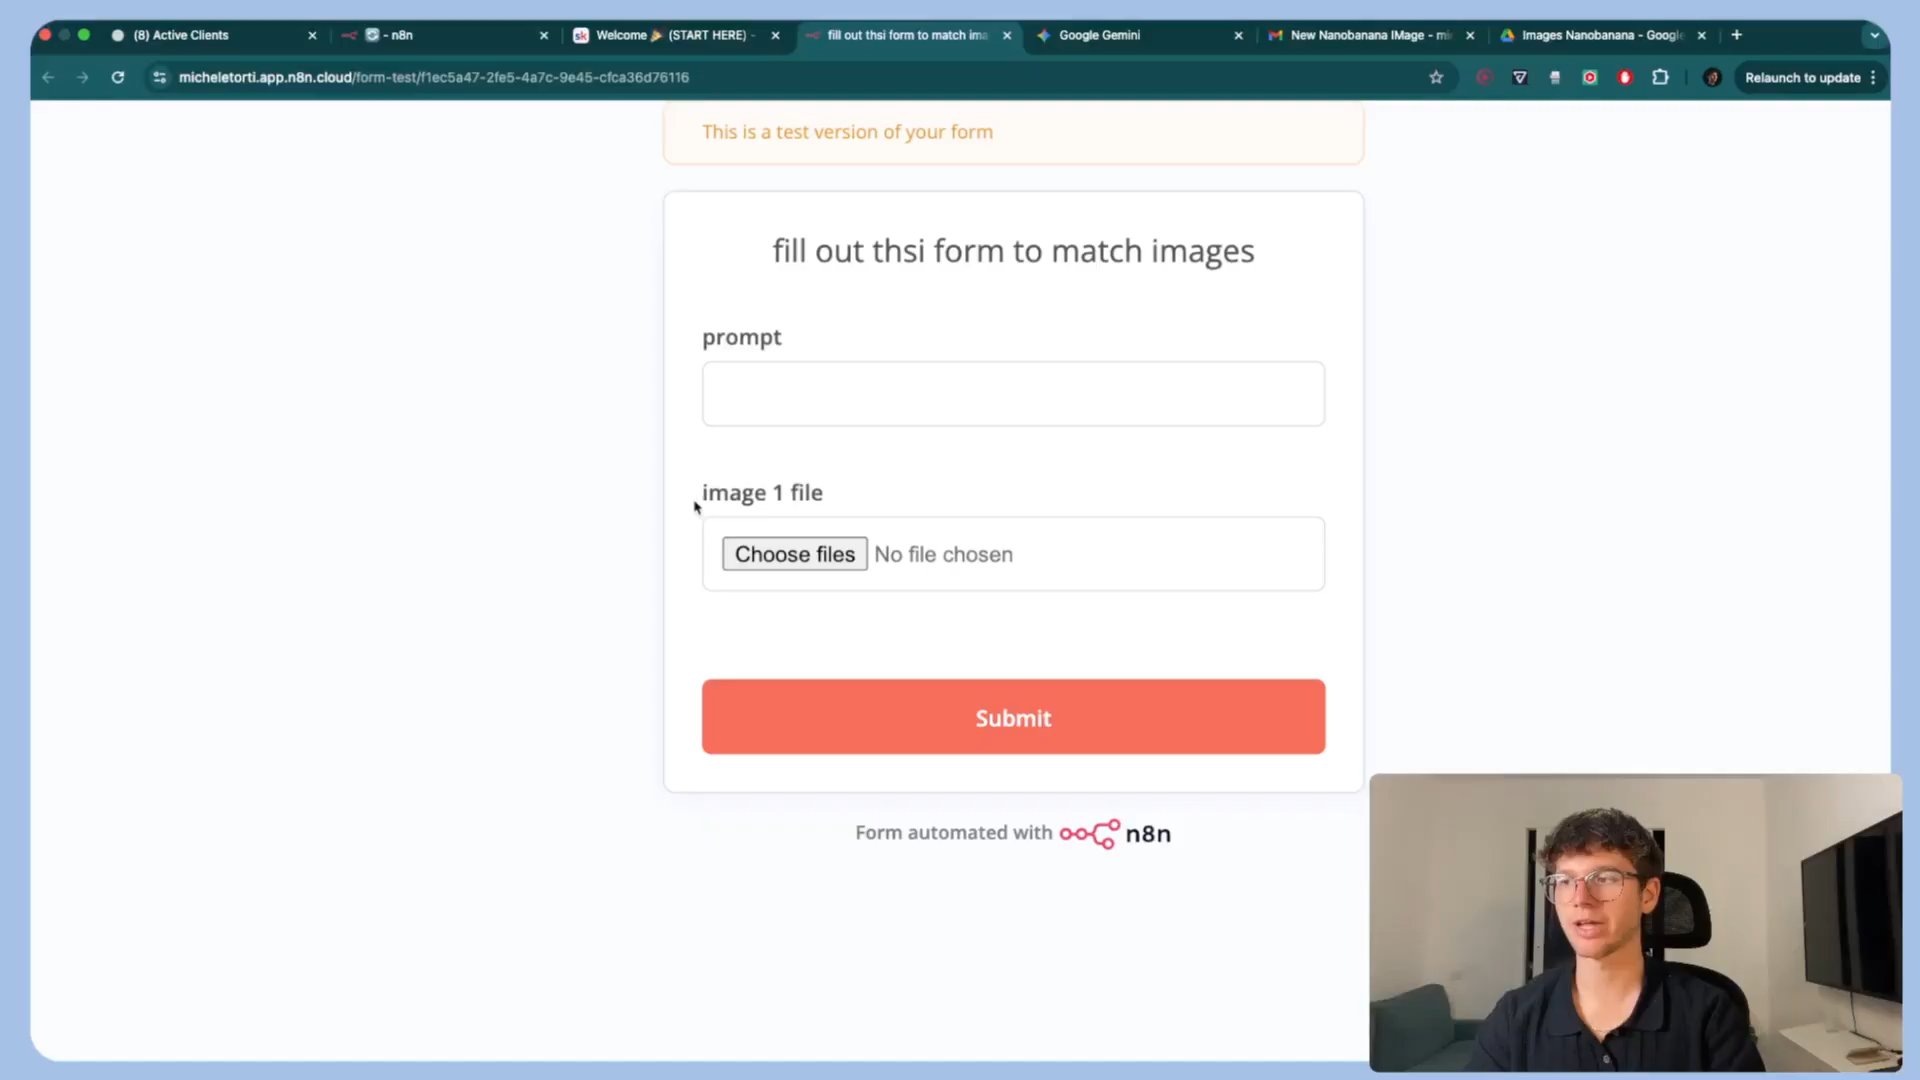 (8) Active Clients
- n8n
Welcome 🎉 (START HERE) -
fill out thsi form to match ima
Google Gemini
New Nanobanana IMage - mi
Images Nanobanana - Google
micheletorti.app.n8n.cloud/form-test/f1ec5a47-2fe5-4a7c-9e45-cfca36d76116
Relaunch to update
This is a test version of your form
fill out thsi form to match images
prompt
image 1 file
Choose files No file chosen
Submit
Form automated with n8n